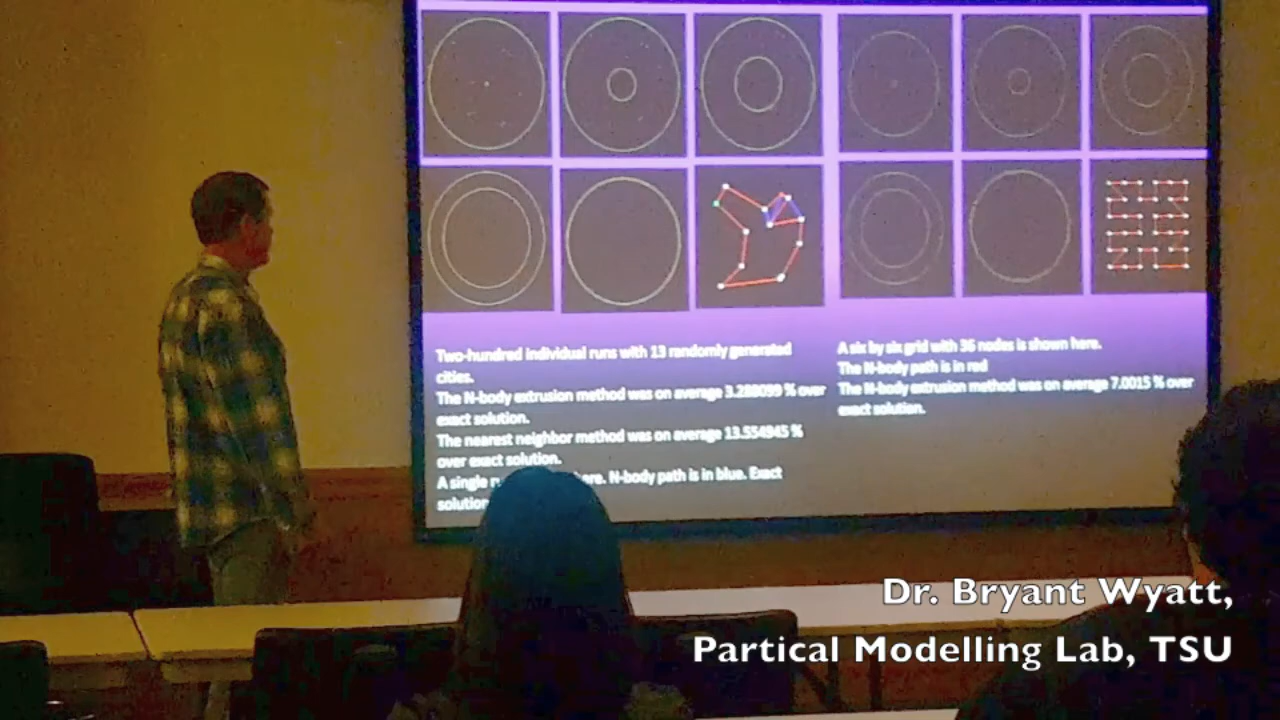 Two-hundred individual runs with 13 randomly generated
cities.
The N-body extrusion method was on average 3.288099 % over
exact solution.
The nearest neighbor method was on average 13.554945 %
over exact solution.
A single ere. N-body path is in blue. Exact
solution
A six by six grid with 36 nodes is shown here.
The N-body path is in red
The N-body extrusion method was on average 7.0015 % over
exact solution.
Dr. Bryant Wyatt,
Partical Modelling Lab, TSU